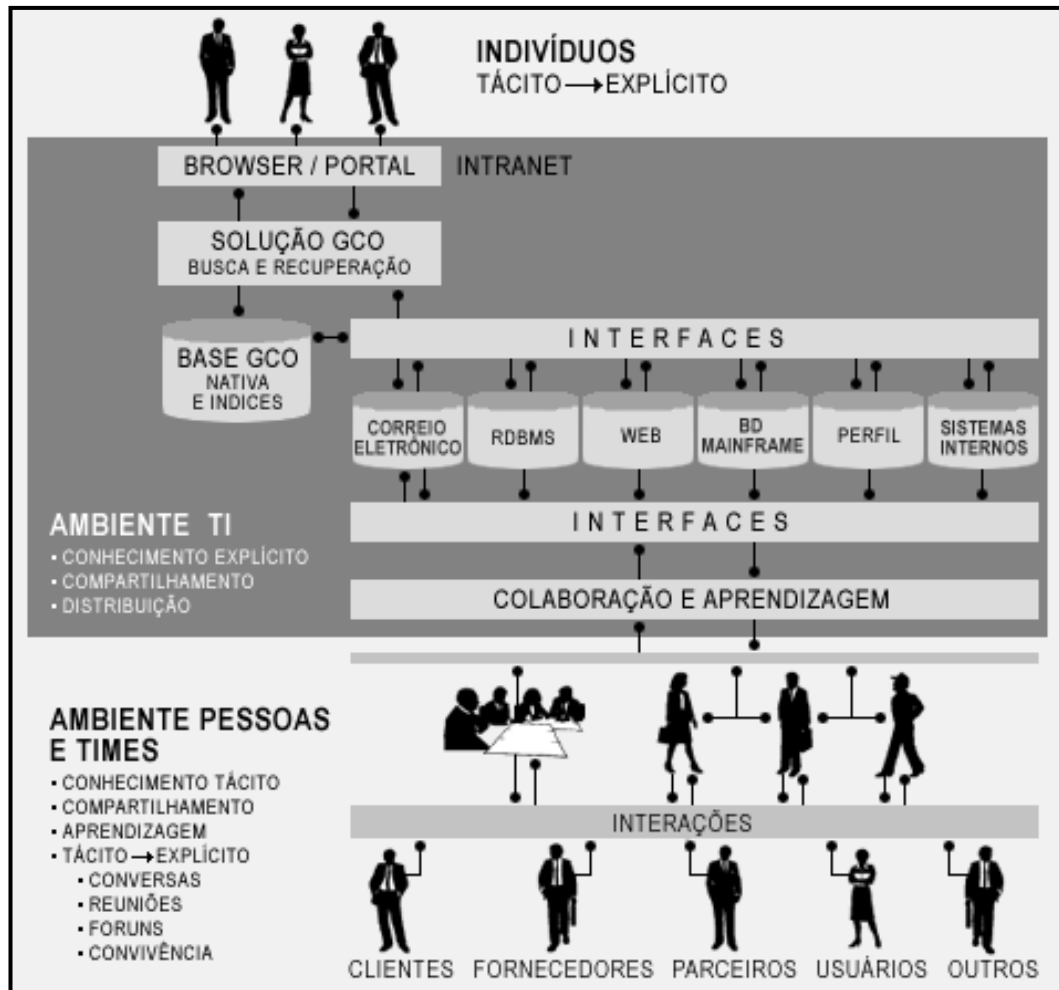 INDIVÍDUOS
TÁCITO→EXPLÍCITO
BROWSER / PORTAL
INTRANET
SOLUÇÃO GCO
BUSCA E RECUPERAÇÃO
INTERFACES
BASE GCO
NATIVA
E INDICES
CORREIO
ELETRÔNICO
RDBMS
WEB
BD
MAINFRAME
PERFIL
SISTEMAS
INTERNOS
INTERFACES
AMBIENTE TI
▪ CONHECIMENTO EXPLÍCITO
▪ COMPARTILHAMENTO
▪ DISTRIBUIÇÃO
COLABORAÇÃO E APRENDIZAGEM
AMBIENTE PESSOAS
E TIMES
▪ CONHECIMENTO TÁCITO
▪ COMPARTILHAMENTO
▪ APRENDIZAGEM
▪ TÁCITO→EXPLÍCITO
▪ CONVERSAS
▪ REUNIÕES
▪ FORUNS
▪ CONVIVÊNCIA
INTERAÇÕES
CLIENTES FORNECEDORES PARCEIROS USUÁRIOS OUTROS